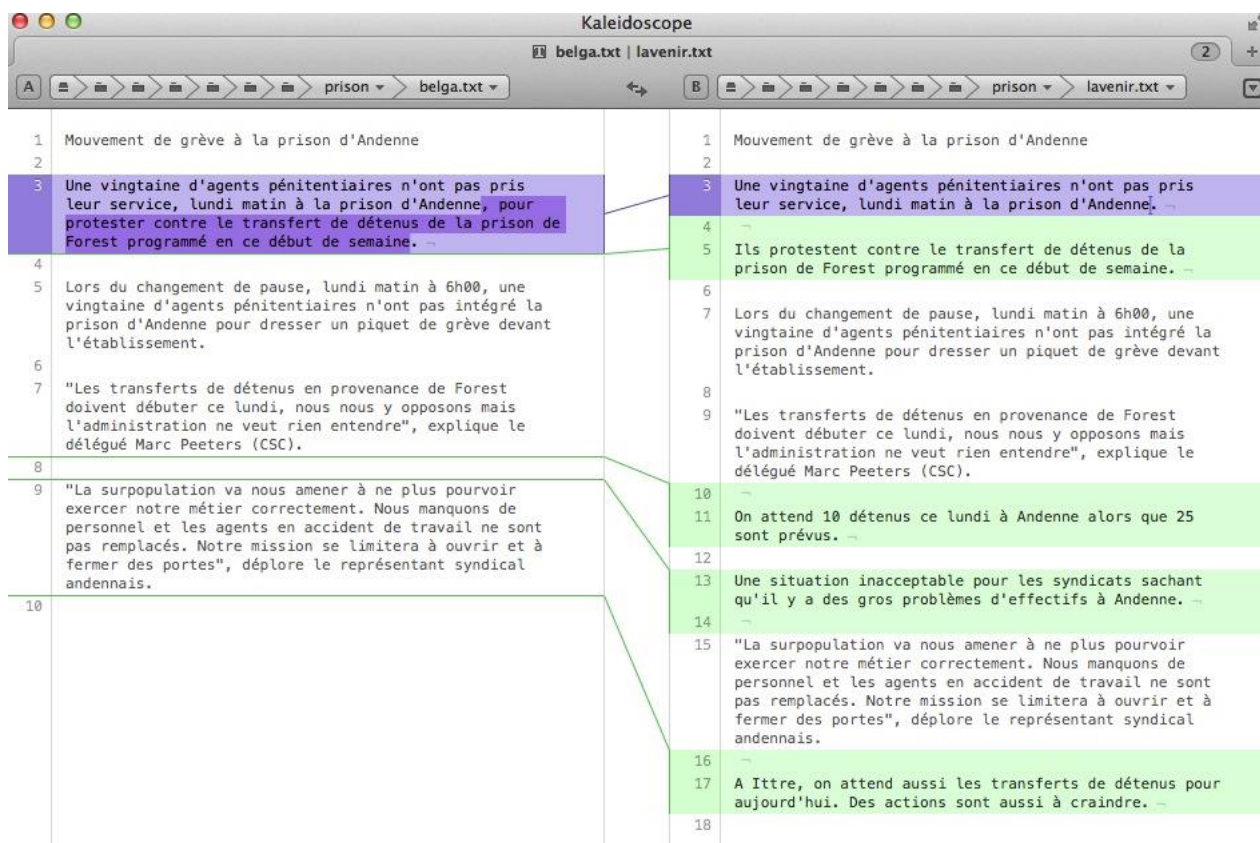 Kaleidoscope
belga.txt | lavenir.txt
2
+
A
prison
belga.txt
B
prison
lavenir.txt
1 Mouvement de grève à la prison d'Andenne
2
3 Une vingtaine d'agents pénitentiaires n'ont pas pris
leur service, lundi matin à la prison d'Andenne, pour
protester contre le transfert de détenus de la prison de
Forest programmé en ce début de semaine. ¬
4
5 Lors du changement de pause, lundi matin à 6h00, une
vingtaine d'agents pénitentiaires n'ont pas intégré la
prison d'Andenne pour dresser un piquet de grève devant
l'établissement.
6
7 "Les transferts de détenus en provenance de Forest
doivent débuter ce lundi, nous nous y opposons mais
l'administration ne veut rien entendre", explique le
délégué Marc Peeters (CSC).
8
9 "La surpopulation va nous amener à ne plus pourvoir
exercer notre métier correctement. Nous manquons de
personnel et les agents en accident de travail ne sont
pas remplacés. Notre mission se limitera à ouvrir et à
fermer des portes", déplore le représentant syndical
andennais.
10
1 Mouvement de grève à la prison d'Andenne
2
3 Une vingtaine d'agents pénitentiaires n'ont pas pris
leur service, lundi matin à la prison d'Andenne. ¬
4 ¬
5 Ils protestent contre le transfert de détenus de la
prison de Forest programmé en ce début de semaine. ¬
6
7 Lors du changement de pause, lundi matin à 6h00, une
vingtaine d'agents pénitentiaires n'ont pas intégré la
prison d'Andenne pour dresser un piquet de grève devant
l'établissement.
8
9 "Les transferts de détenus en provenance de Forest
doivent débuter ce lundi, nous nous y opposons mais
l'administration ne veut rien entendre", explique le
délégué Marc Peeters (CSC).
10 ¬
11 On attend 10 détenus ce lundi à Andenne alors que 25
sont prévus. ¬
12
13 Une situation inacceptable pour les syndicats sachant
qu'il y a des gros problèmes d'effectifs à Andenne. ¬
14 ¬
15 "La surpopulation va nous amener à ne plus pourvoir
exercer notre métier correctement. Nous manquons de
personnel et les agents en accident de travail ne sont
pas remplacés. Notre mission se limitera à ouvrir et à
fermer des portes", déplore le représentant syndical
andennais.
16 ¬
17 A Ittre, on attend aussi les transferts de détenus pour
aujourd'hui. Des actions sont aussi à craindre. ¬
18